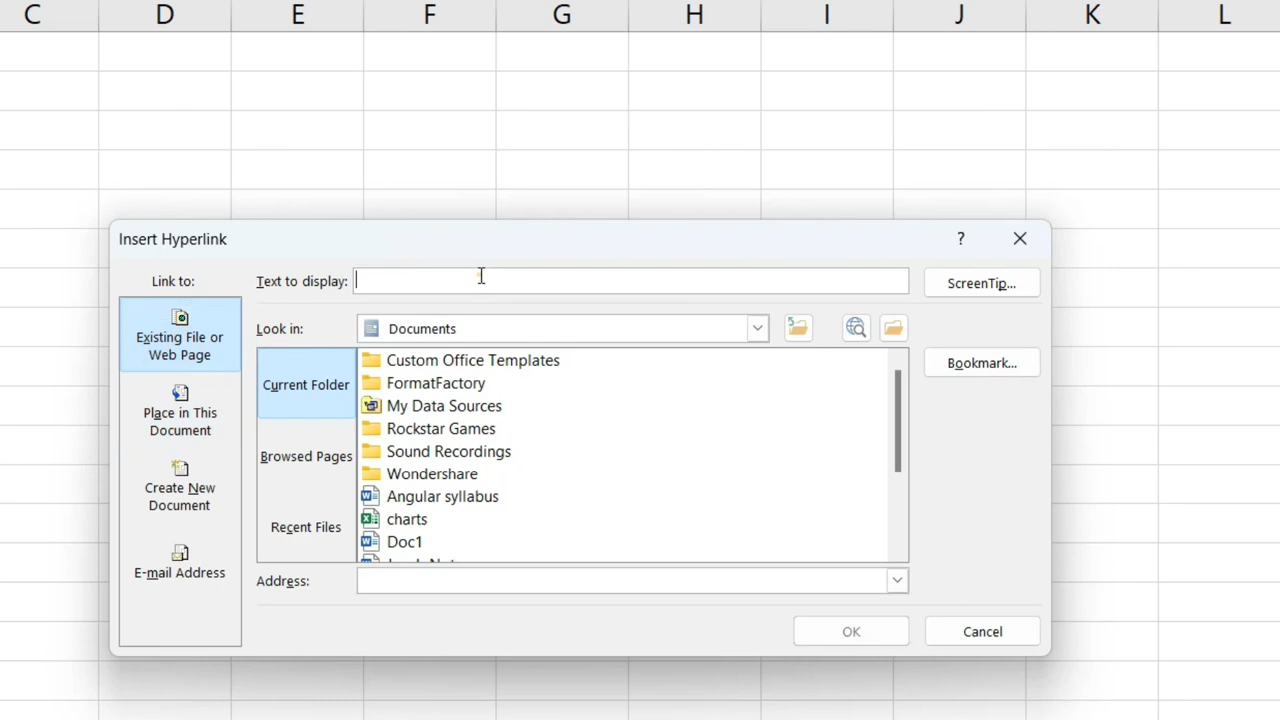 C D E F G H I J K L
Insert Hyperlink ?
Link to:
Text to display:
ScreenTip...
Existing File or
Web Page
Look in: Documents
Bookmark...
Current Folder
Custom Office Templates
FormatFactory
My Data Sources
Rockstar Games
Sound Recordings
Wondershare
Angular syllabus
charts
Doc1
Place in This
Document
Browsed Pages
Create New
Document
Recent Files
E-mail Address
Address:
OK Cancel